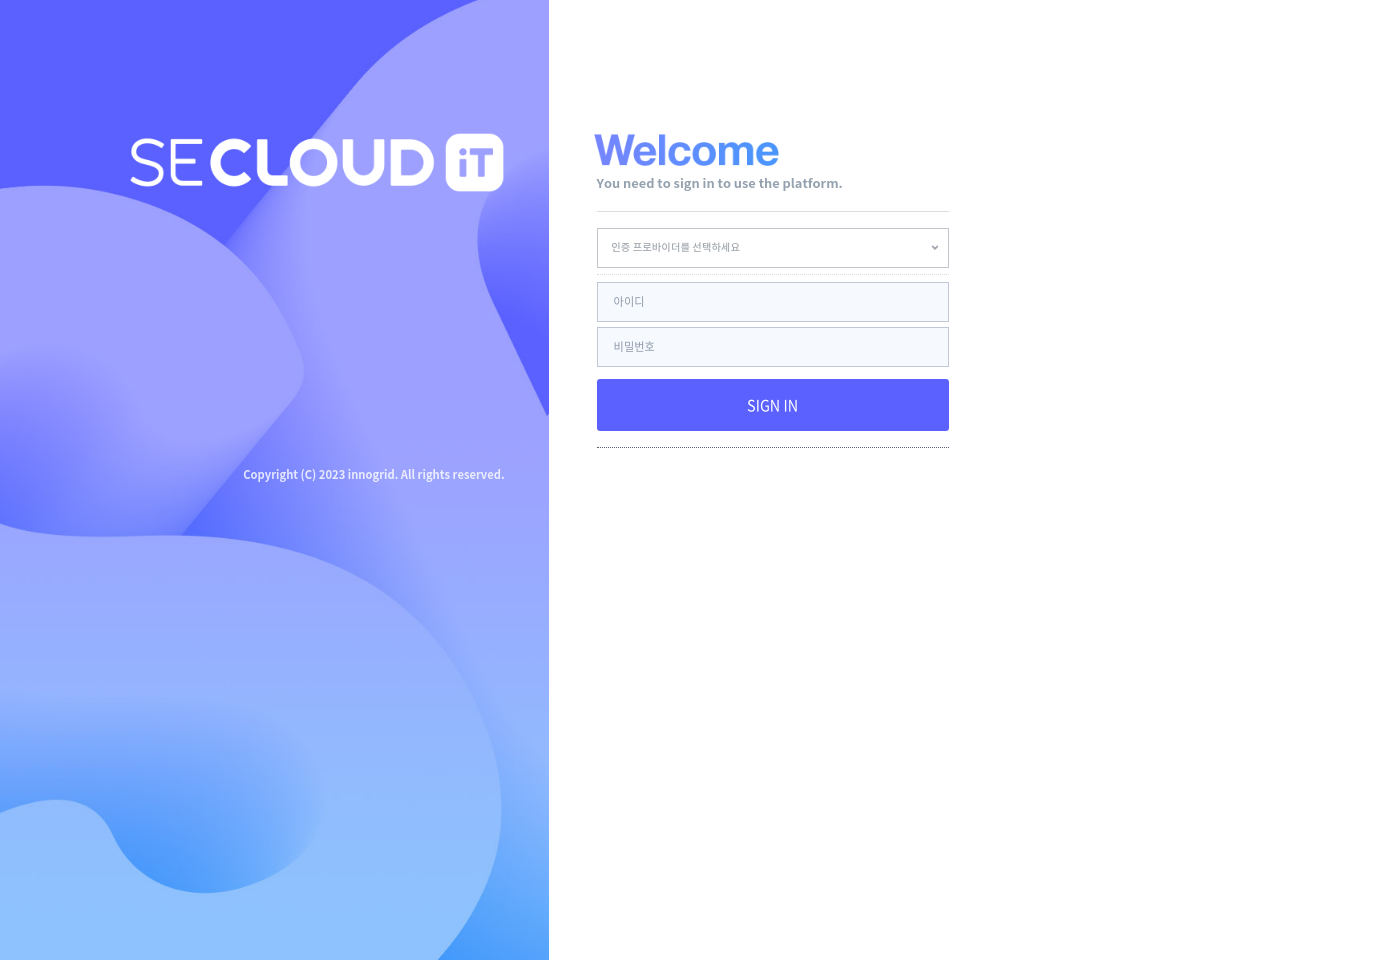 SECLOUD iT
Copyright (C) 2023 innogrid. All rights reserved.
Welcome
You need to sign in to use the platform.
인증 프로바이더를 선택하세요
아이디
비밀번호
SIGN IN